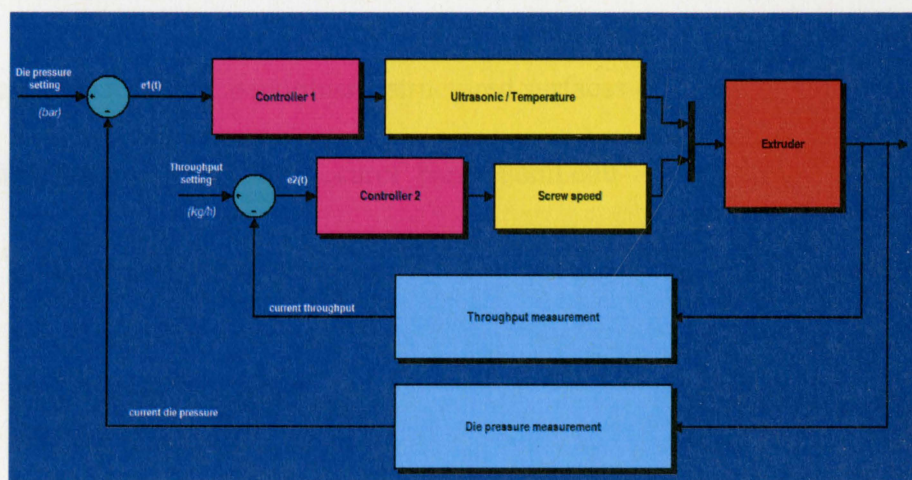 Die pressure
setting
(bar)
e1(t)
Controller 1
Ultrasonic / Temperature
Extruder
Throughput
setting
(kg/h)
e2(t)
Controller 2
Screw speed
current throughput
Throughput measurement
current die pressure
Die pressure measurement